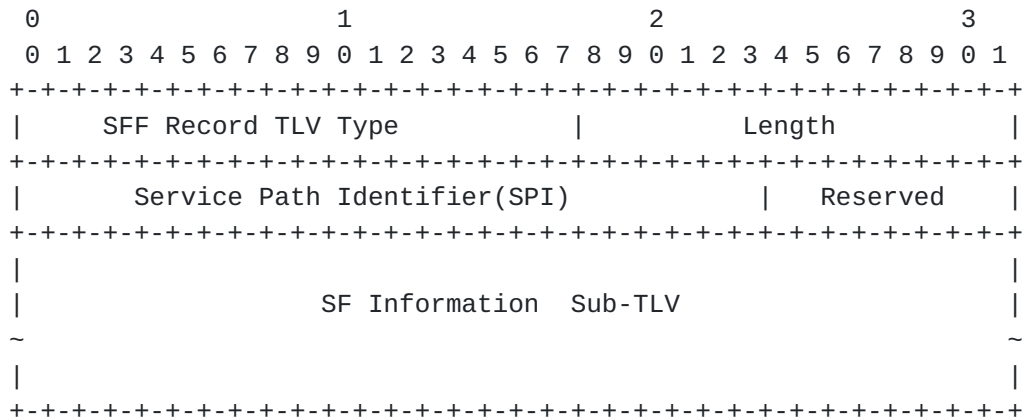 0                   1                   2                   3
 0 1 2 3 4 5 6 7 8 9 0 1 2 3 4 5 6 7 8 9 0 1 2 3 4 5 6 7 8 9 0 1
+-+-+-+-+-+-+-+-+-+-+-+-+-+-+-+-+-+-+-+-+-+-+-+-+-+-+-+-+-+-+-+-+
|     SFF Record TLV Type           |          Length           |
+-+-+-+-+-+-+-+-+-+-+-+-+-+-+-+-+-+-+-+-+-+-+-+-+-+-+-+-+-+-+-+-+
|       Service Path Identifier(SPI)            |   Reserved    |
+-+-+-+-+-+-+-+-+-+-+-+-+-+-+-+-+-+-+-+-+-+-+-+-+-+-+-+-+-+-+-+-+
|                                                               |
|                   SF Information  Sub-TLV                     |
~                                                               ~
|                                                               |
+-+-+-+-+-+-+-+-+-+-+-+-+-+-+-+-+-+-+-+-+-+-+-+-+-+-+-+-+-+-+-+-+